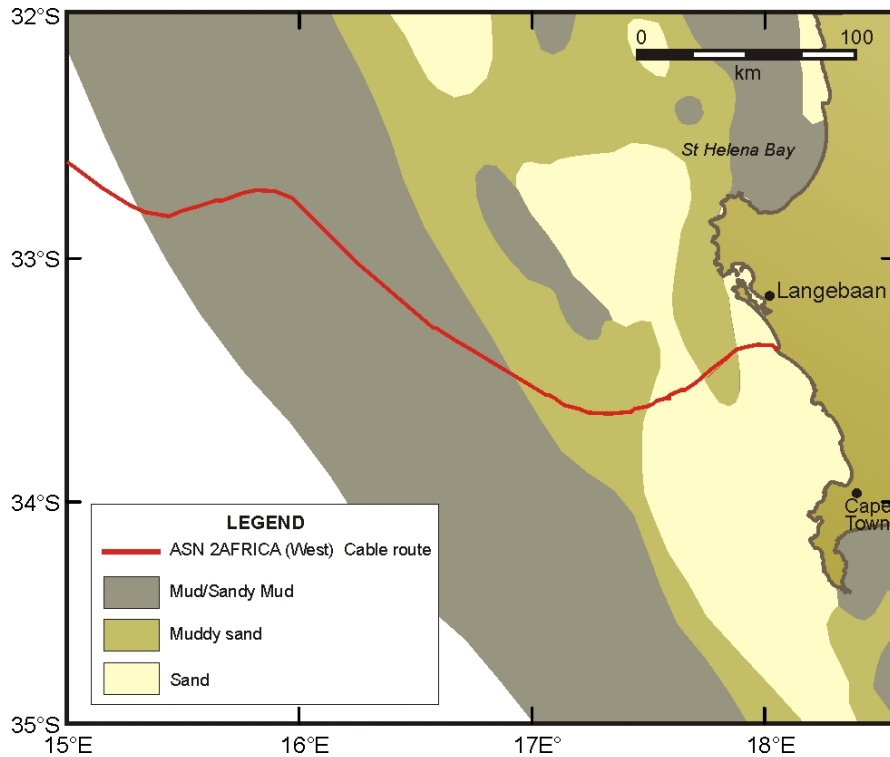 32°S
0 100
km
St Helena Bay
33°S
Langebaan
34°S
Cape
Town
LEGEND
ASN 2AFRICA (West) Cable route
Mud/Sandy Mud
Muddy sand
Sand
35°S
15°E
16°E
17E°
18°E